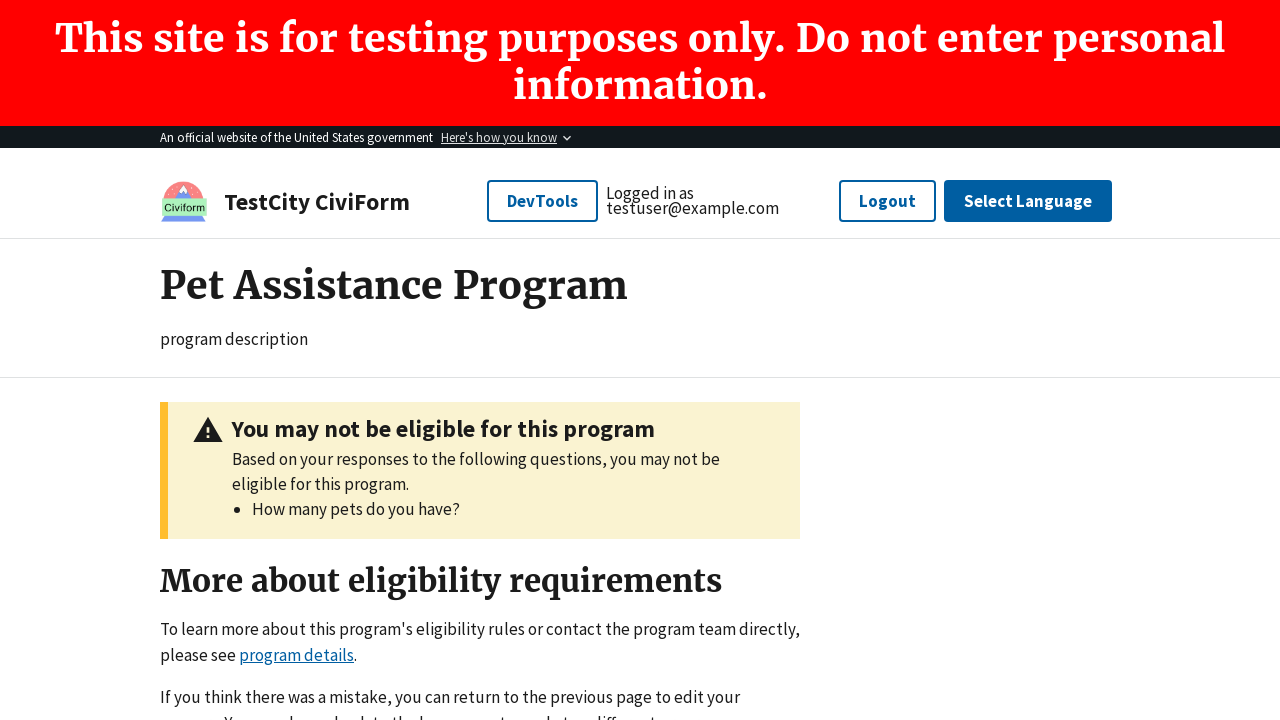 This site is for testing purposes only. Do not enter personal
information.
An official website of the United States government Here's how you know
Civiform
TestCity CiviForm
DevTools
Logged in as
testuser@example.com
Logout
Select Language
Pet Assistance Program
program description
You may not be eligible for this program
Based on your responses to the following questions, you may not be
eligible for this program.
• How many pets do you have?
More about eligibility requirements
To learn more about this program's eligibility rules or contact the program team directly,
please see program details.
If you think there was a mistake, you can return to the previous page to edit your